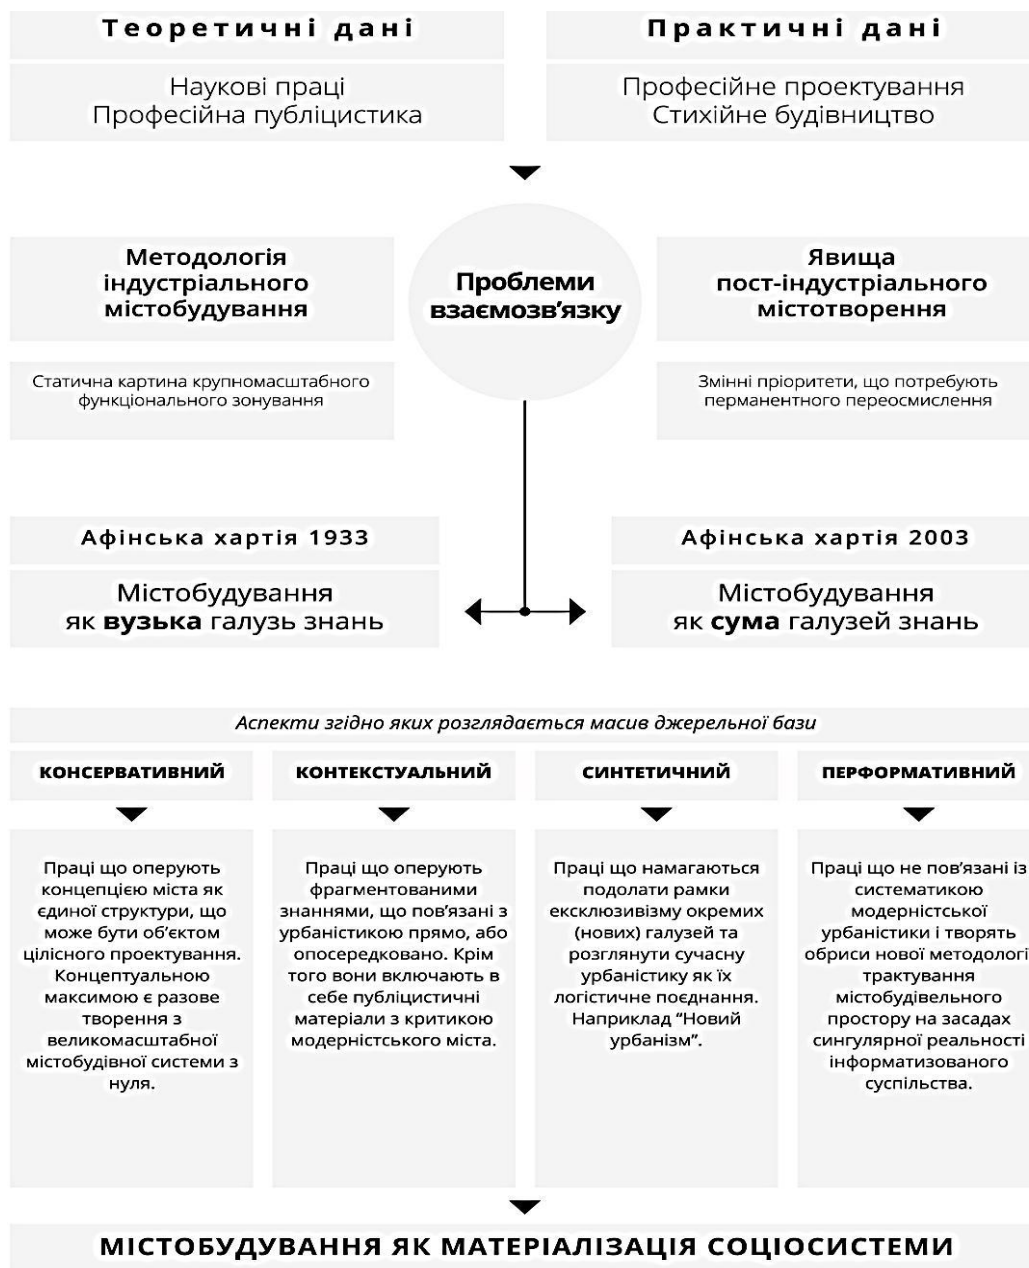 Теоретичні дані
Наукові праці
Професійна публіцистика
Практичні дані
Професійне проектування
Стихійне будівництво
Методологія
індустріального
містобудування
Проблеми
взаємозв’язку
Явища
пост-індустріального
містотворення
Статична картина крупномасштабного
функціонального зонування
Змінні пріоритети, що потребують
перманентного переосмислення
Афінська хартія 1933
Містобудування
як вузька галузь знань
Афінська хартія 2003
Містобудування
як сума галузей знань
Аспекти згідно яких розглядається масив джерельної бази
КОНСЕРВАТИВНИЙ
Праці що оперують
концепцією міста як
єдиної структури, що
може бути об’єктом
цілісного проектування.
Концептуальною
максимою є разове
творення з
великомасштабної
містобудівної системи з
нуля.
КОНТЕКСТУАЛЬНИЙ
Праці що оперують
фрагментованими
знаннями, що пов’язані з
урбаністикою прямо, або
опосередковано. Крім
того вони включають в
себе публіцистичні
матеріали з критикою
модерністського міста.
СИНТЕТИЧНИЙ
Праці що намагаються
подолати рамки
ексклюзивізму окремих
(нових) галузей та
розглянути сучасну
урбаністику як їх
логістичне поєднання.
Наприклад “Новий
урбанізм”.
ПЕРФОРМАТИВНИЙ
Праці що не пов’язані із
систематикою
модерністської
урбаністики і творять
обриси нової методології
трактування
містобудівельного
простору на засадах
сингулярної реальності
інформатизованого
суспільства.
МІСТОБУДУВАННЯ ЯК МАТЕРІАЛІЗАЦІЯ СОЦІОСИСТЕМИ